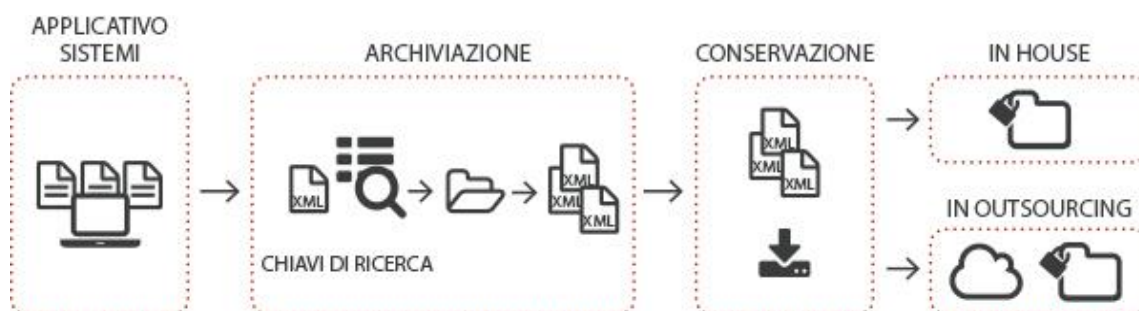 APPLICATIVO
SISTEMI
ARCHIVIAZIONE
CONSERVAZIONE
IN HOUSE
XML
CHIAVI DI RICERCA
XML
XML
XML
XML
XML
XML
IN OUTSOURCING